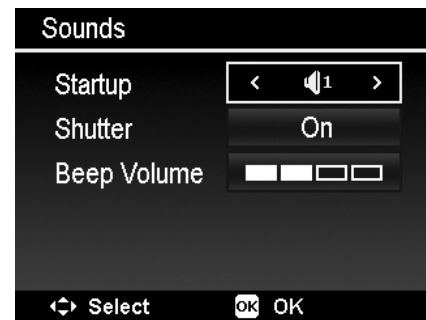 Sounds
Startup < 1 >
Shutter On
Beep Volume
Select OK OK